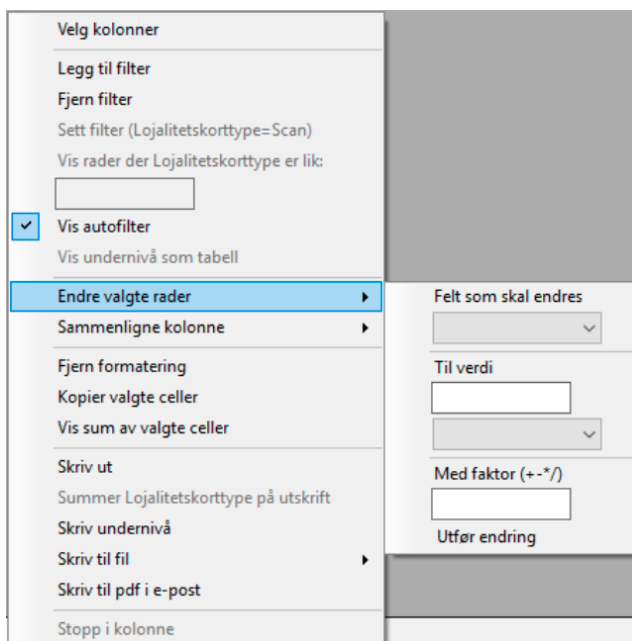 Velg kolonner
Legg til filter
Fjern filter
Sett filter (Lojalitetskorttype=Scan)
Vis rader der Lojalitetskorttype er lik:
Vis autofilter
Vis undernivå som tabell
Endre valgte rader
Sammenligne kolonne
Fjern formatering
Kopier valgte celler
Vis sum av valgte celler
Skriv ut
Summer Lojalitetskorttype på utskrift
Skriv undernivå
Skriv til fil
Skriv til pdf i e-post
Stopp i kolonne
Felt som skal endres
Til verdi
Med faktor (+-*/)
Utfør endring